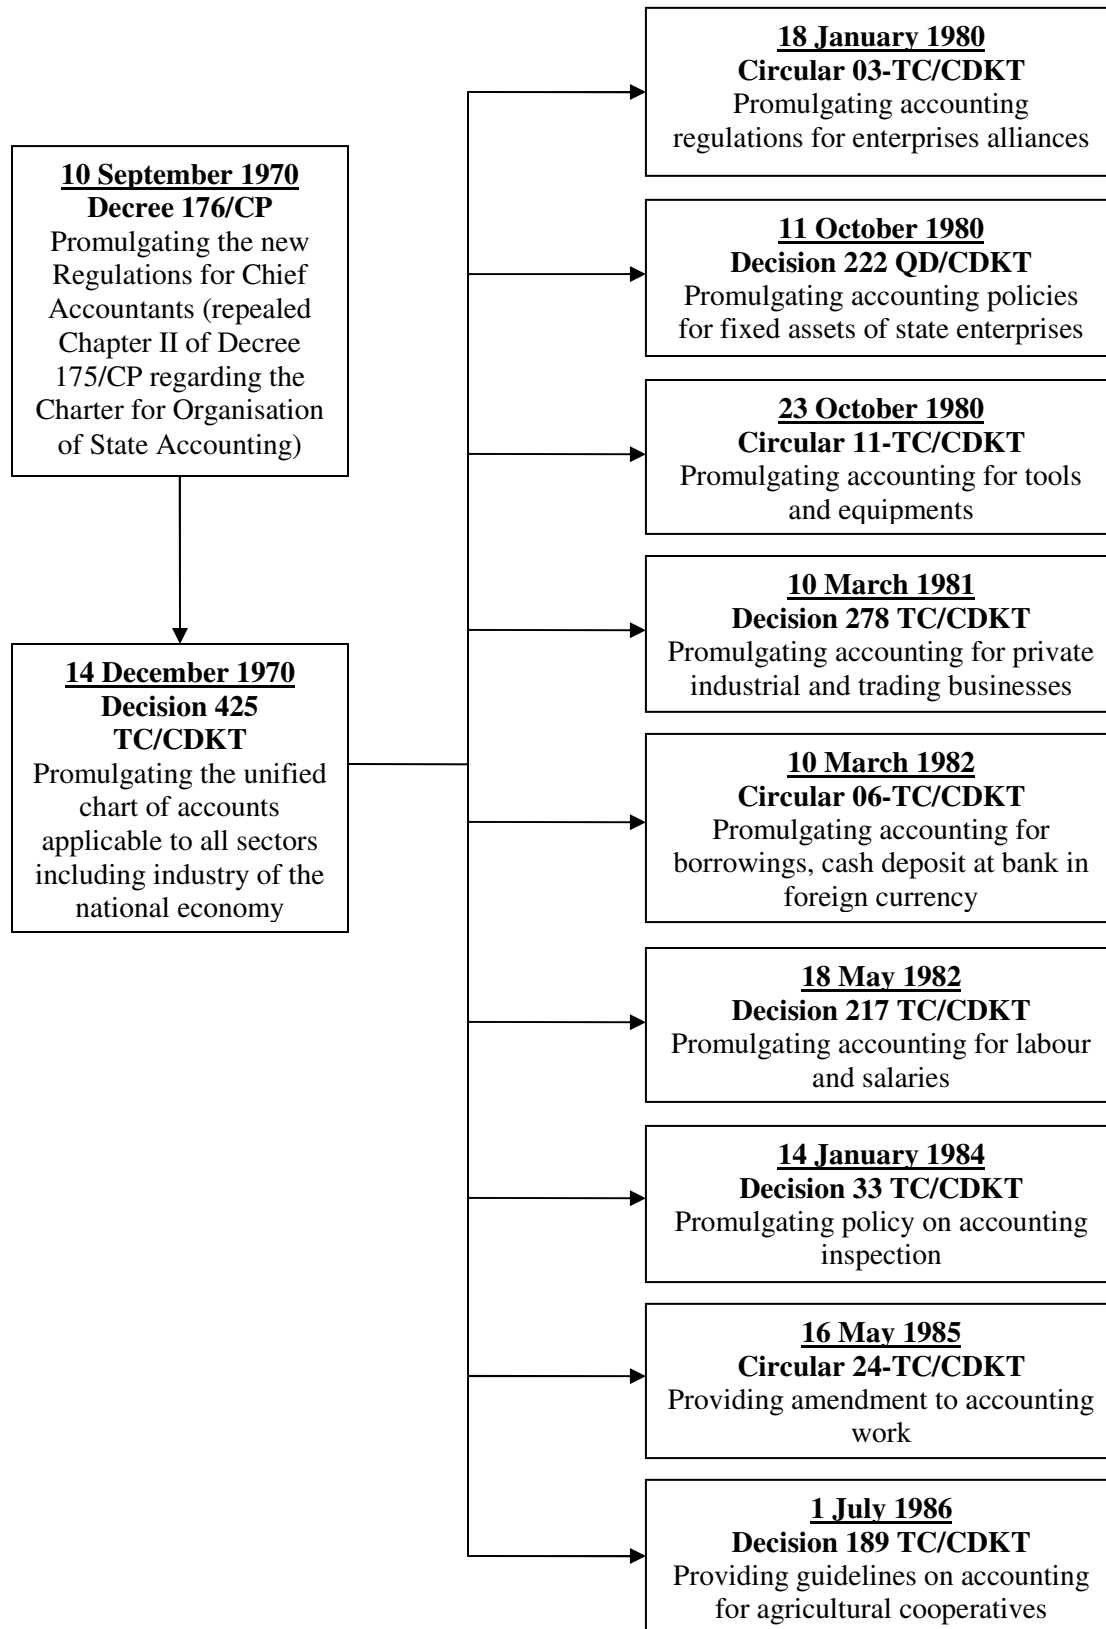 10 September 1970
Decree 176/CP
Promulgating the new
Regulations for Chief
Accountants (repealed
Chapter II of Decree
175/CP regarding the
Charter for Organisation
of State Accounting)
14 December 1970
Decision 425
TC/CDKT
Promulgating the unified
chart of accounts
applicable to all sectors
including industry of the
national economy
18 January 1980
Circular 03-TC/CDKT
Promulgating accounting
regulations for enterprises alliances
11 October 1980
Decision 222 QD/CDKT
Promulgating accounting policies
for fixed assets of state enterprises
23 October 1980
Circular 11-TC/CDKT
Promulgating accounting for tools
and equipments
10 March 1981
Decision 278 TC/CDKT
Promulgating accounting for private
industrial and trading businesses
10 March 1982
Circular 06-TC/CDKT
Promulgating accounting for
borrowings, cash deposit at bank in
foreign currency
18 May 1982
Decision 217 TC/CDKT
Promulgating accounting for labour
and salaries
14 January 1984
Decision 33 TC/CDKT
Promulgating policy on accounting
inspection
16 May 1985
Circular 24-TC/CDKT
Providing amendment to accounting
work
1 July 1986
Decision 189 TC/CDKT
Providing guidelines on accounting
for agricultural cooperatives